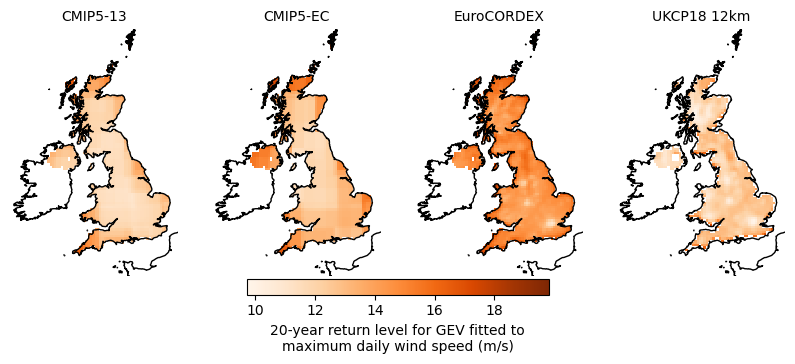 CMIP5-13
CMIP5-EC
EuroCORDEX
UKCP18 12km
10 12 14 16 18
20-year return level for GEV fitted to
maximum daily wind speed (m/s)